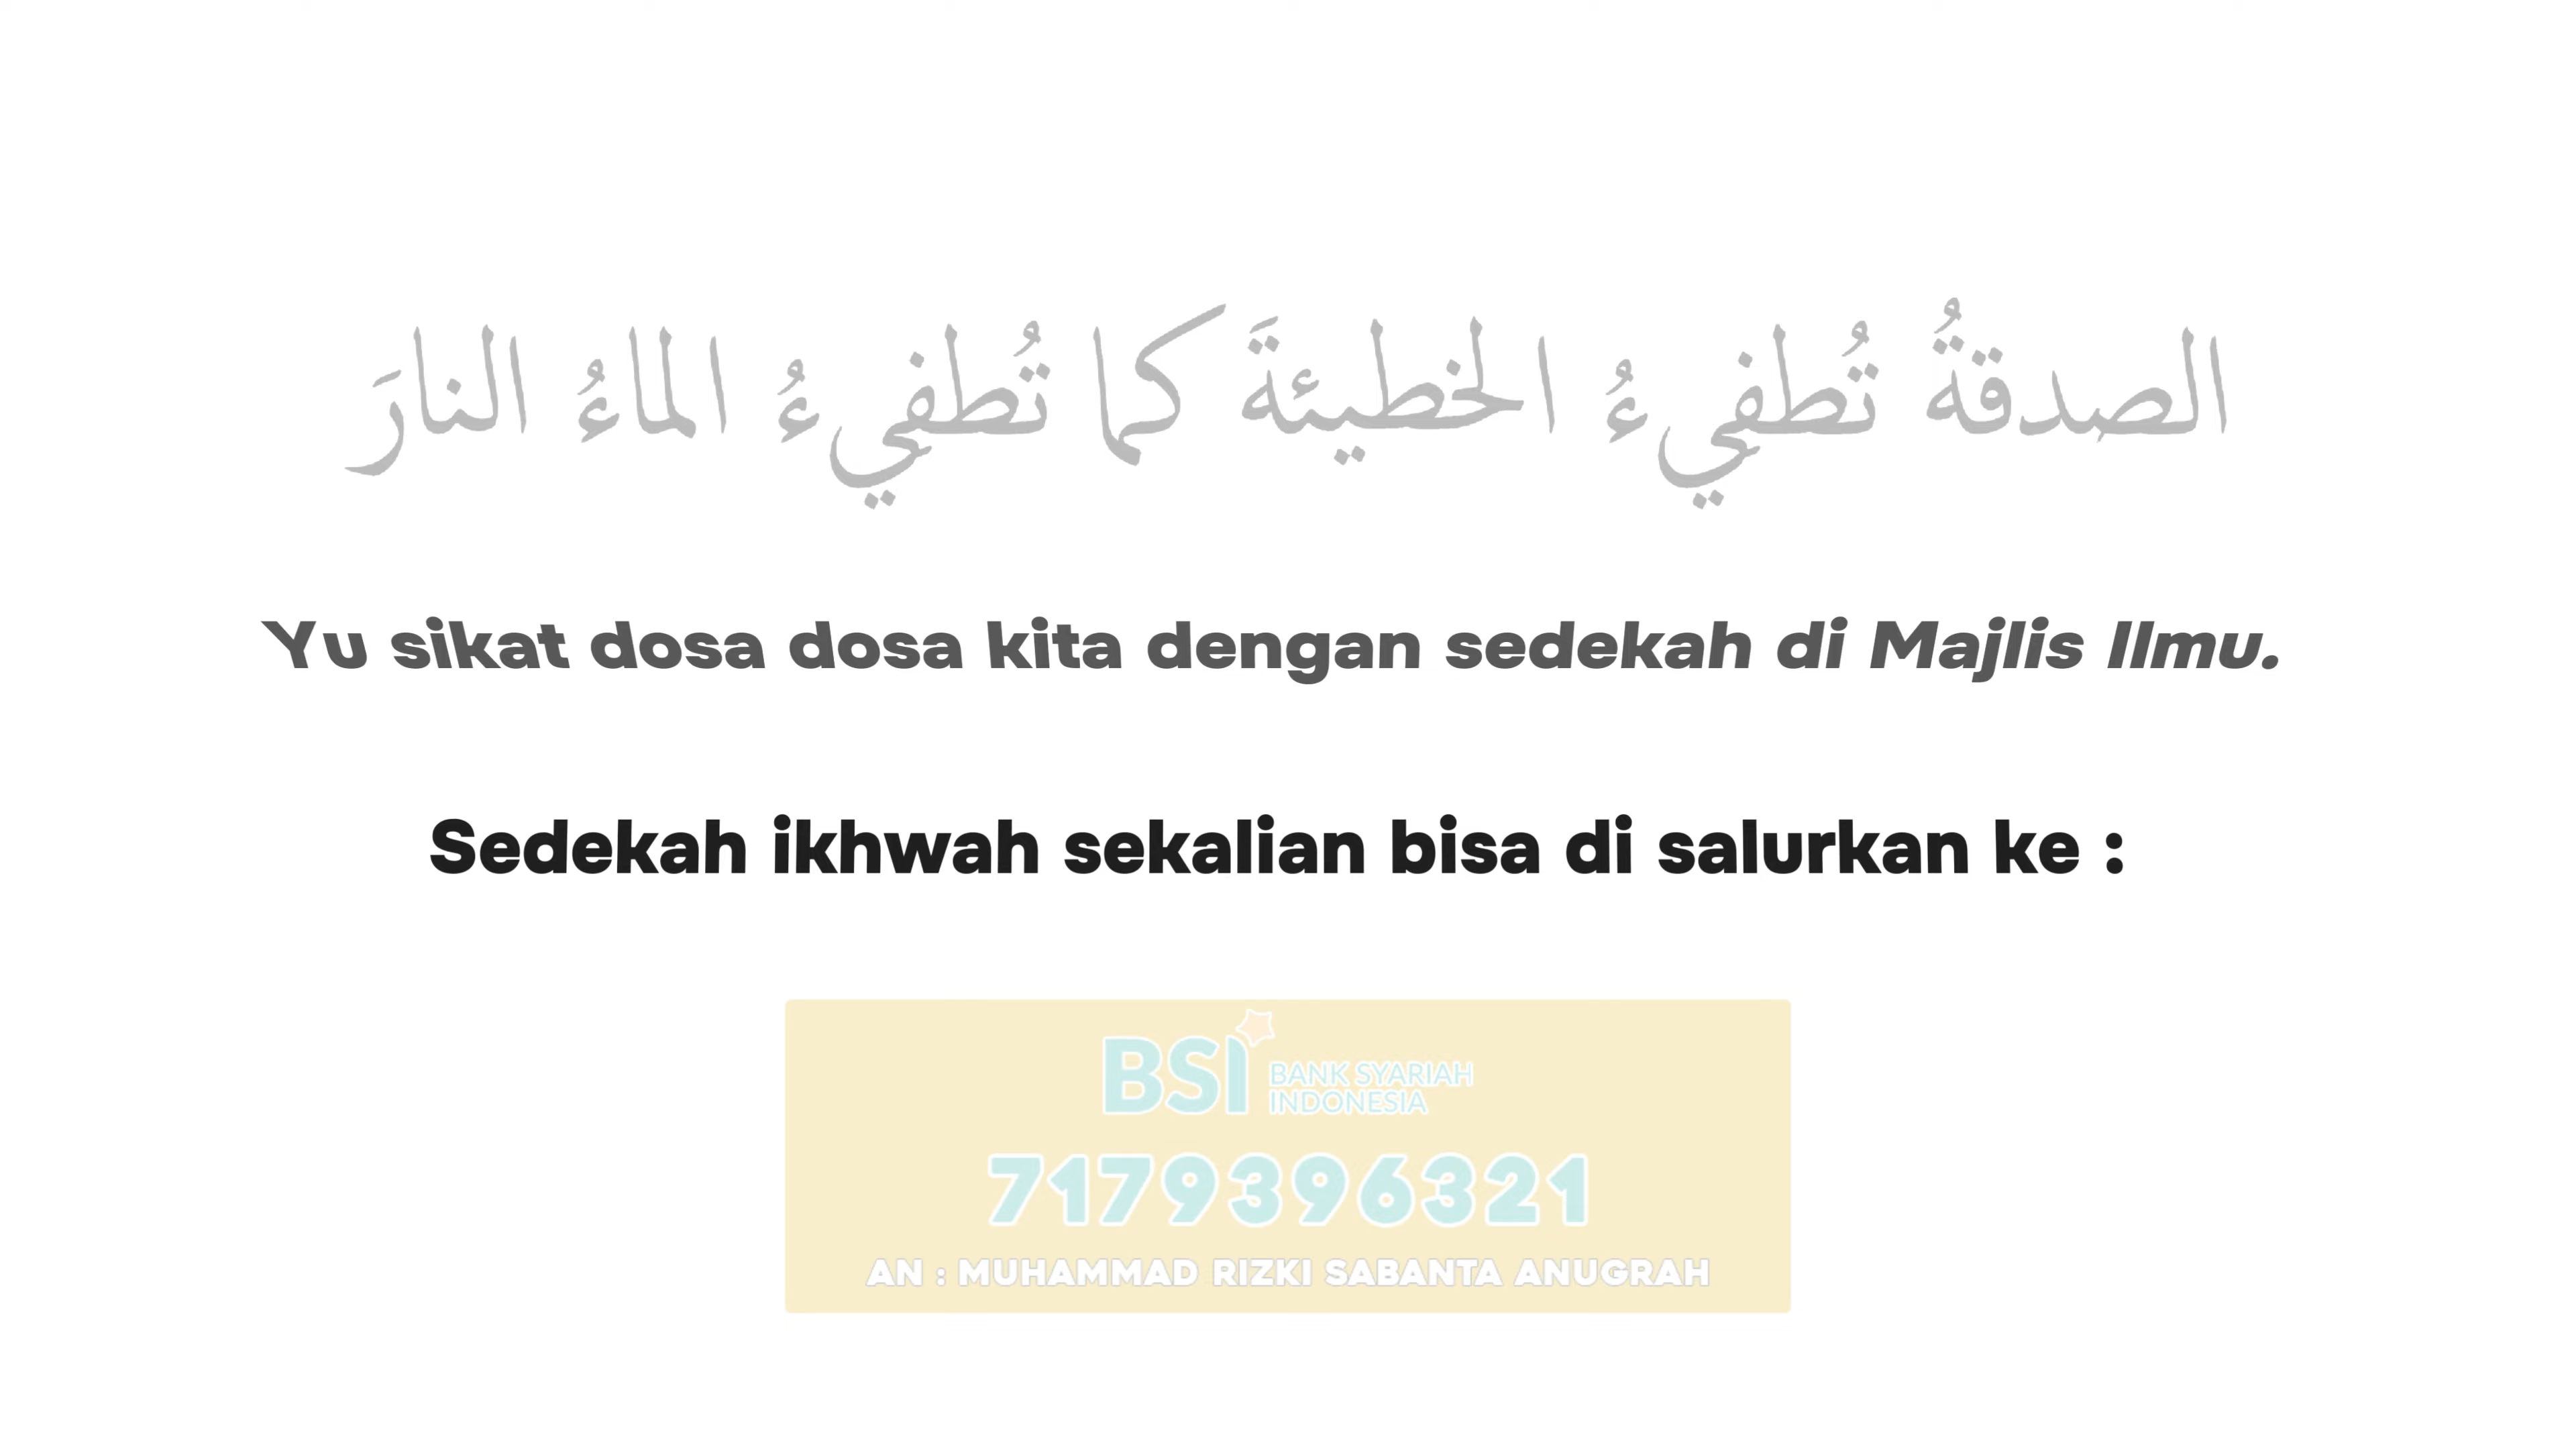 الصدقةُ تُطفيءُ الخطيئةَ كما تُطفيءُ الماءُ النارَ
Yu sikat dosa dosa kita dengan sedekah di Majlis Ilmu.
Sedekah ikhwah sekalian bisa di salurkan ke :
BSI BANK SYARIAH
INDONESIA
7179396321
AN : MUHAMMAD RIZKI SABANTA ANUGRAH